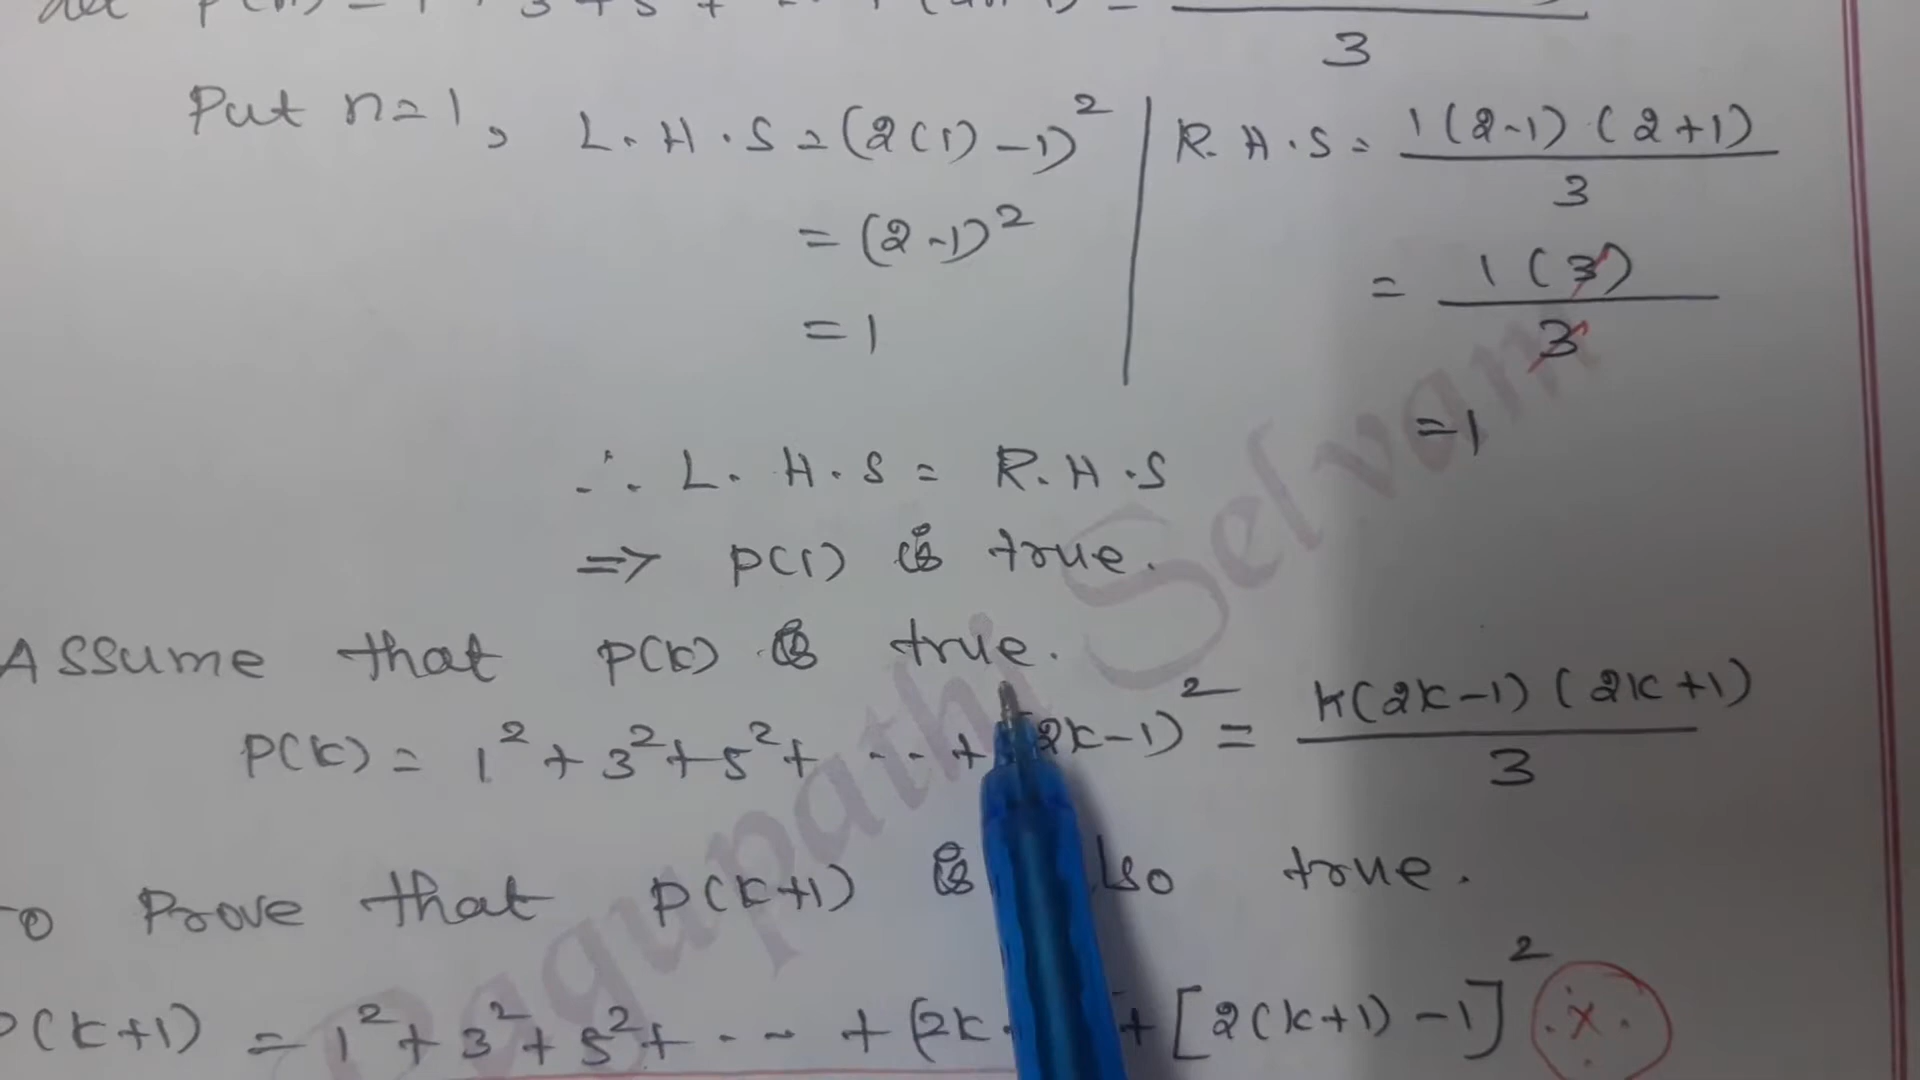 3
Put n=1, L.H.S = (2(1)-1)² | R.H.S = 1(2-1)(2+1)/3
= (2-1)² = 1(3)/3
= 1 = 1
∴ L.H.S = R.H.S
=> P(1) is true.
Assume that P(k) is true.
P(k) = 1² + 3² + 5² + ... + 2k-1)² = k(2k-1)(2k+1)/3
To Prove that P(k+1) is lso true.
P(k+1) = 1² + 3² + 5² + ... + (2k + [2(k+1)-1]² .x.
Ragupathi Selvam